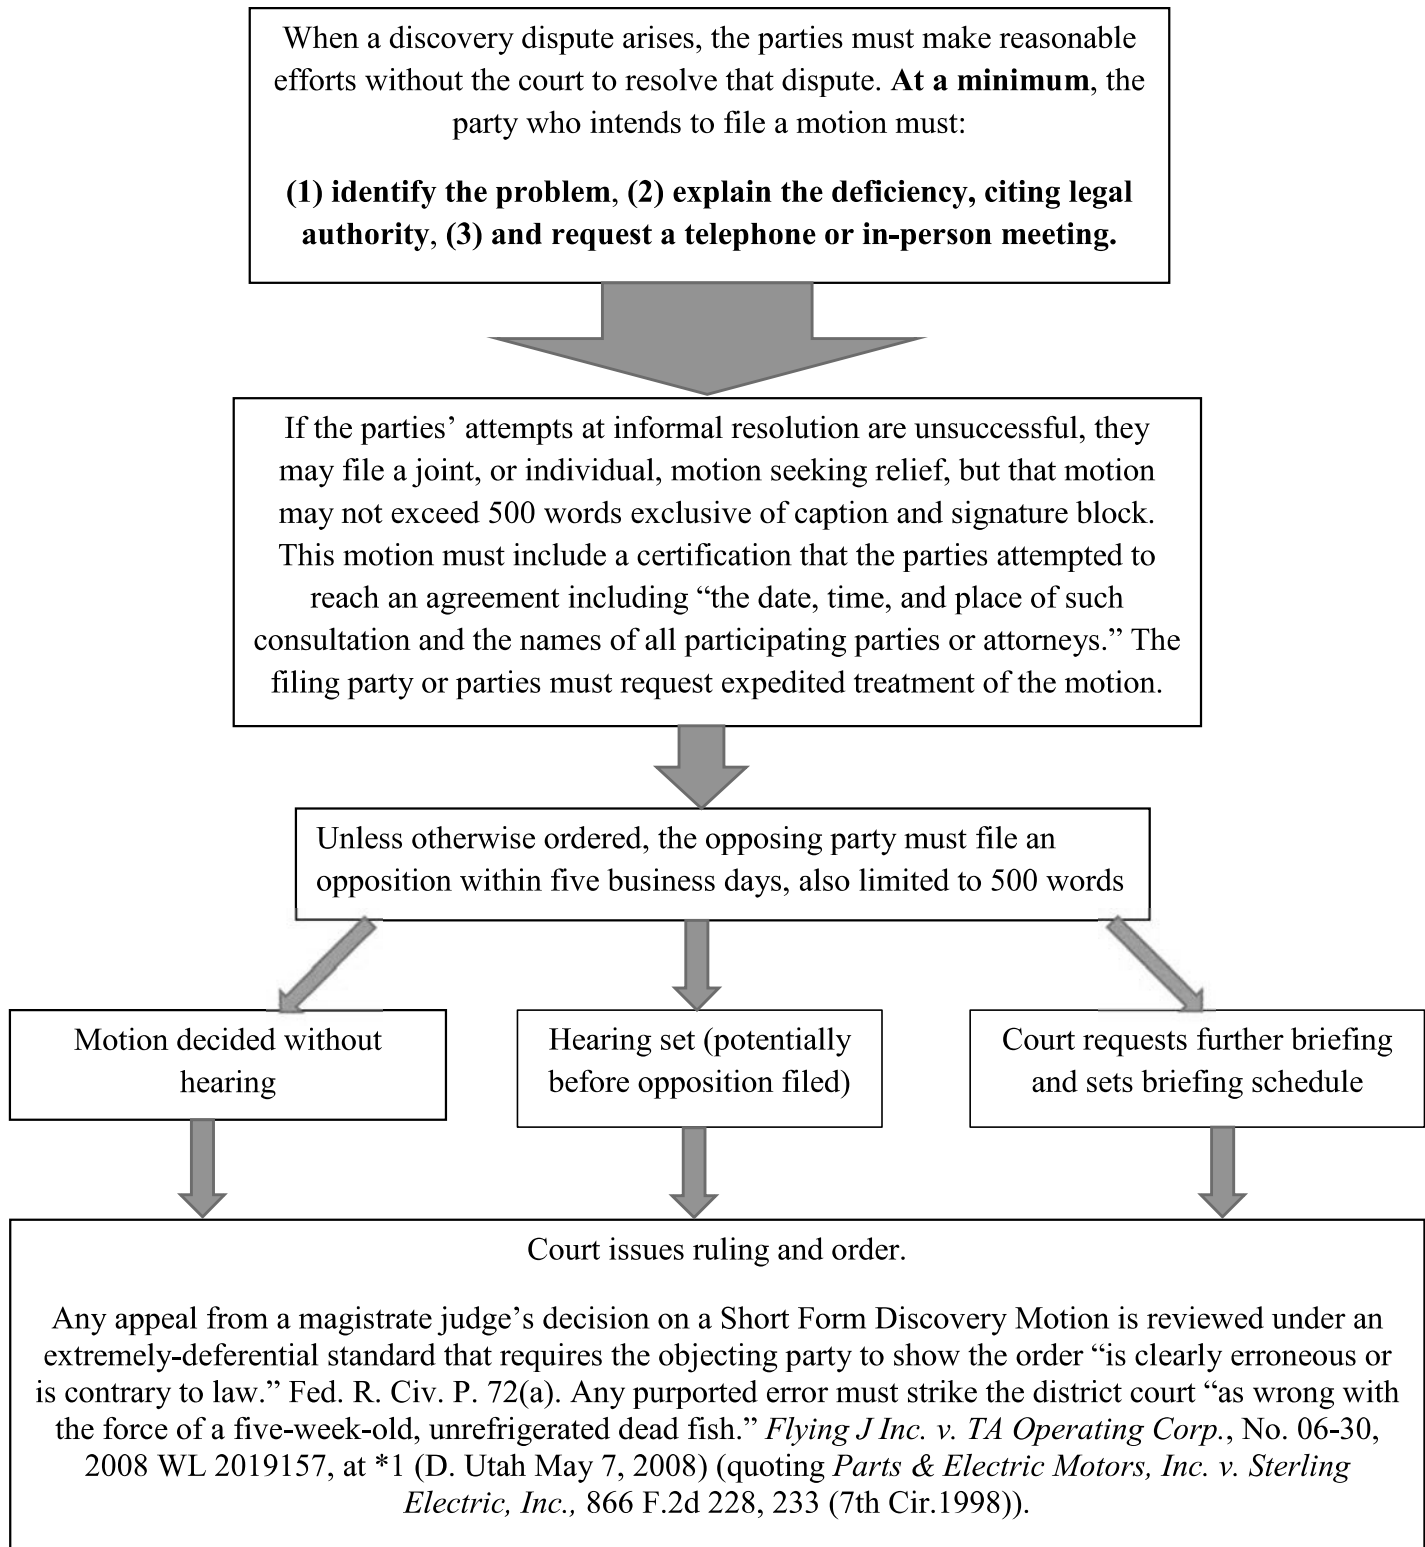 When a discovery dispute arises, the parties must make reasonable
efforts without the court to resolve that dispute. At a minimum, the
party who intends to file a motion must:
(1) identify the problem, (2) explain the deficiency, citing legal
authority, (3) and request a telephone or in-person meeting.
If the parties’ attempts at informal resolution are unsuccessful, they
may file a joint, or individual, motion seeking relief, but that motion
may not exceed 500 words exclusive of caption and signature block.
This motion must include a certification that the parties attempted to
reach an agreement including “the date, time, and place of such
consultation and the names of all participating parties or attorneys.” The
filing party or parties must request expedited treatment of the motion.
Unless otherwise ordered, the opposing party must file an
opposition within five business days, also limited to 500 words
Motion decided without
hearing
Hearing set (potentially
before opposition filed)
Court requests further briefing
and sets briefing schedule
Court issues ruling and order.
Any appeal from a magistrate judge’s decision on a Short Form Discovery Motion is reviewed under an
extremely-deferential standard that requires the objecting party to show the order “is clearly erroneous or
is contrary to law.” Fed. R. Civ. P. 72(a). Any purported error must strike the district court “as wrong with
the force of a five-week-old, unrefrigerated dead fish.” Flying J Inc. v. TA Operating Corp., No. 06-30,
2008 WL 2019157, at *1 (D. Utah May 7, 2008) (quoting Parts & Electric Motors, Inc. v. Sterling
Electric, Inc., 866 F.2d 228, 233 (7th Cir.1998)).